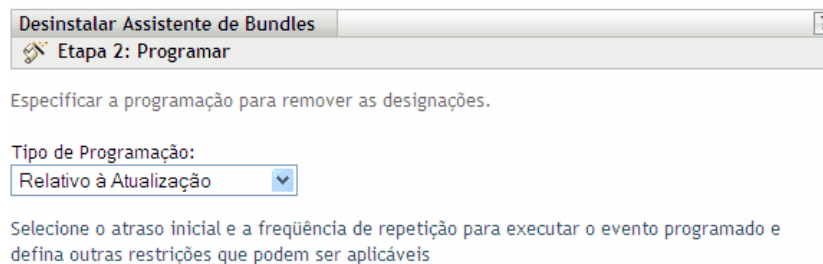 Desinstalar Assistente de Bundles
Etapa 2: Programar
Especificar a programação para remover as designações.
Tipo de Programação:
Relativo à Atualização
Selecione o atraso inicial e a freqüência de repetição para executar o evento programado e
defina outras restrições que podem ser aplicáveis